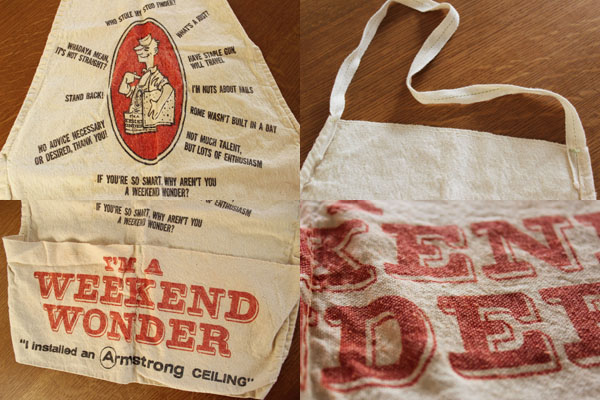 WHO STOLE MY STUD FINDER?
WHAT'S A
WHADAYA MEAN,
IT'S NOT STRAIGHT?
HAVE STAPLE GUN
WILL TRAVEL
STAND BACK!
I'M NUTS ABOUT NAILS
ROME WASN'T BUILT IN A DAY
NO ADVICE NECESSARY
OR DESIRED, THANK YOU!
NOT MUCH TALENT,
BUT LOTS OF ENTHUSIASM
IF YOU'RE SO SMART, WHY AREN'T YOU
A WEEKEND WONDER?
OF ENTHUSIASM
IF YOU'RE SO SMART, WHY AREN'T YOU
A WEEKEND WONDER?
I'M A
WEEKEND
WONDER
"I installed an Armstrong CEILING"
KEN
DE